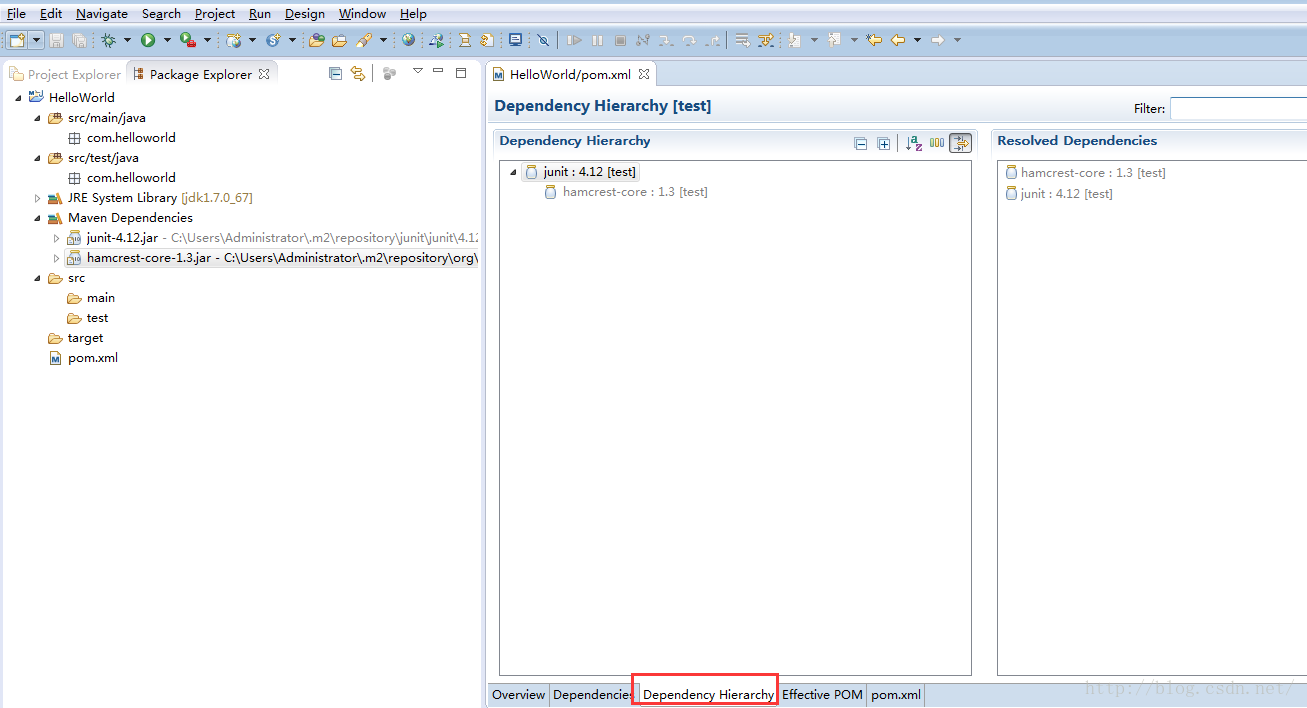 File Edit Navigate Search Project Run Design Window Help
Project Explorer Package Explorer
HelloWorld
src/main/java
com.helloworld
src/test/java
com.helloworld
JRE System Library [jdk1.7.0_67]
Maven Dependencies
junit-4.12.jar - C:\Users\Administrator\.m2\repository\junit\junit\4.12
hamcrest-core-1.3.jar - C:\Users\Administrator\.m2\repository\org\
src
main
test
target
pom.xml
HelloWorld/pom.xml
Dependency Hierarchy [test]
Filter:
Dependency Hierarchy
junit : 4.12 [test]
hamcrest-core : 1.3 [test]
Resolved Dependencies
hamcrest-core : 1.3 [test]
junit : 4.12 [test]
Overview Dependencies Dependency Hierarchy Effective POM pom.xml
http://blog.csdn.net/